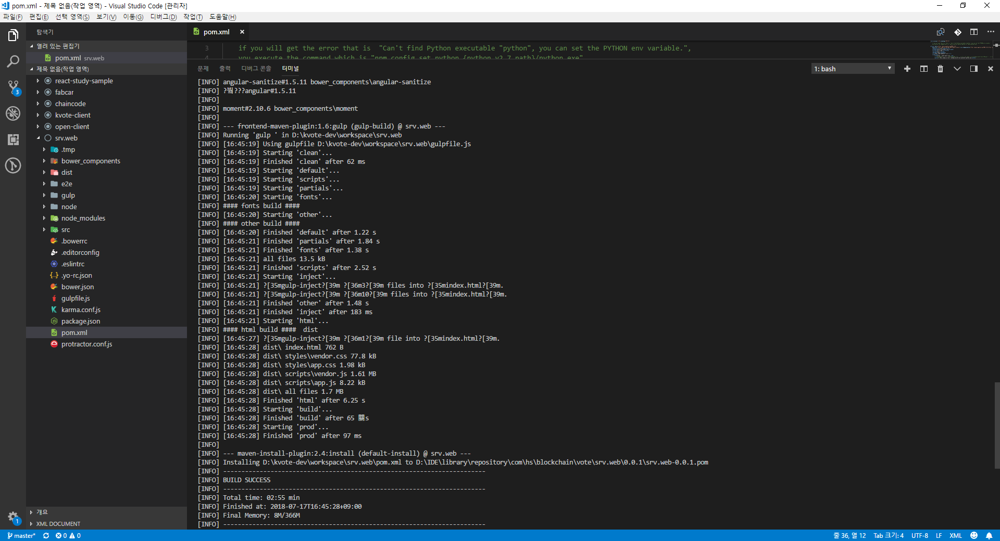 pom.xml - 제목 없음(작업 영역) - Visual Studio Code [관리자]
파일(F) 편집(E) 선택 영역(S) 보기(V) 이동(G) 디버그(D) 작업(T) 도움말(H)
탐색기
열려 있는 편집기
pom.xml srv.web
제목 없음(작업 영역)
react-study-sample
fabcar
chaincode
kvote-client
open-client
srv.web
.tmp
bower_components
dist
e2e
gulp
node
node_modules
src
.bowerrc
.editorconfig
.eslintrc
{..} .yo-rc.json
bower.json
gulpfile.js
karma.conf.js
package.json
pom.xml
protractor.conf.js
개요
XML DOCUMENT
3
1
pom.xml
3 if you will get the error that is "Can't find Python executable "python", you can set the PYTHON env variable.",
4 you execute the command which is "npm config set python {python v2.7 path}/python.exe"
문제 출력 디버그 콘솔 터미널
1: bash
[INFO] angular-sanitize#1.5.11 bower_components\angular-sanitize
[INFO] ???angular#1.5.11
[INFO]
[INFO] moment#2.10.6 bower_components\moment
[INFO]
[INFO] --- frontend-maven-plugin:1.6:gulp (gulp-build) @ srv.web ---
[INFO] Running 'gulp ' in D:\kvote-dev\workspace\srv.web
[INFO] [16:45:19] Using gulpfile D:\kvote-dev\workspace\srv.web\gulpfile.js
[INFO] [16:45:19] Starting 'clean'...
[INFO] [16:45:19] Finished 'clean' after 62 ms
[INFO] [16:45:19] Starting 'default'...
[INFO] [16:45:19] Starting 'scripts'...
[INFO] [16:45:19] Starting 'partials'...
[INFO] [16:45:20] Starting 'fonts'...
[INFO] #### fonts build ####
[INFO] [16:45:20] Starting 'other'...
[INFO] #### other build ####
[INFO] [16:45:20] Finished 'default' after 1.22 s
[INFO] [16:45:21] Finished 'partials' after 1.84 s
[INFO] [16:45:21] Finished 'fonts' after 1.38 s
[INFO] [16:45:21] all files 13.5 kB
[INFO] [16:45:21] Finished 'scripts' after 2.52 s
[INFO] [16:45:21] Starting 'inject'...
[INFO] [16:45:21] ?[35mgulp-inject?[39m ?[36m3?[39m files into ?[35mindex.html?[39m.
[INFO] [16:45:21] ?[35mgulp-inject?[39m ?[36m10?[39m files into ?[35mindex.html?[39m.
[INFO] [16:45:21] Finished 'other' after 1.48 s
[INFO] [16:45:21] Finished 'inject' after 183 ms
[INFO] [16:45:21] Starting 'html'...
[INFO] #### html build ####  dist
[INFO] [16:45:27] ?[35mgulp-inject?[39m ?[36m1?[39m file into ?[35mindex.html?[39m.
[INFO] [16:45:28] dist\ index.html 762 B
[INFO] [16:45:28] dist\ styles\vendor.css 77.8 kB
[INFO] [16:45:28] dist\ styles\app.css 1.98 kB
[INFO] [16:45:28] dist\ scripts\vendor.js 1.61 MB
[INFO] [16:45:28] dist\ scripts\app.js 8.22 kB
[INFO] [16:45:28] dist\ all files 1.7 MB
[INFO] [16:45:28] Finished 'html' after 6.25 s
[INFO] [16:45:28] Starting 'build'...
[INFO] [16:45:28] Finished 'build' after 65
[INFO] [16:45:28] Starting 'prod'...
[INFO] [16:45:28] Finished 'prod' after 97 ms
[INFO]
[INFO] --- maven-install-plugin:2.4:install (default-install) @ srv.web ---
[INFO] Installing D:\kvote-dev\workspace\srv.web\pom.xml to D:\IDE\library\repository\com\hs\blockchain\vote\srv.web\0.0.1\srv.web-0.0.1.pom
[INFO] ------------------------------------------------------------------------
[INFO] BUILD SUCCESS
[INFO] ------------------------------------------------------------------------
[INFO] Total time: 02:55 min
[INFO] Finished at: 2018-07-17T16:45:28+09:00
[INFO] Final Memory: 8M/366M
[INFO] ------------------------------------------------------------------------
master* 0 0 줄 36, 열 12 Tab 크기: 4 UTF-8 LF XML